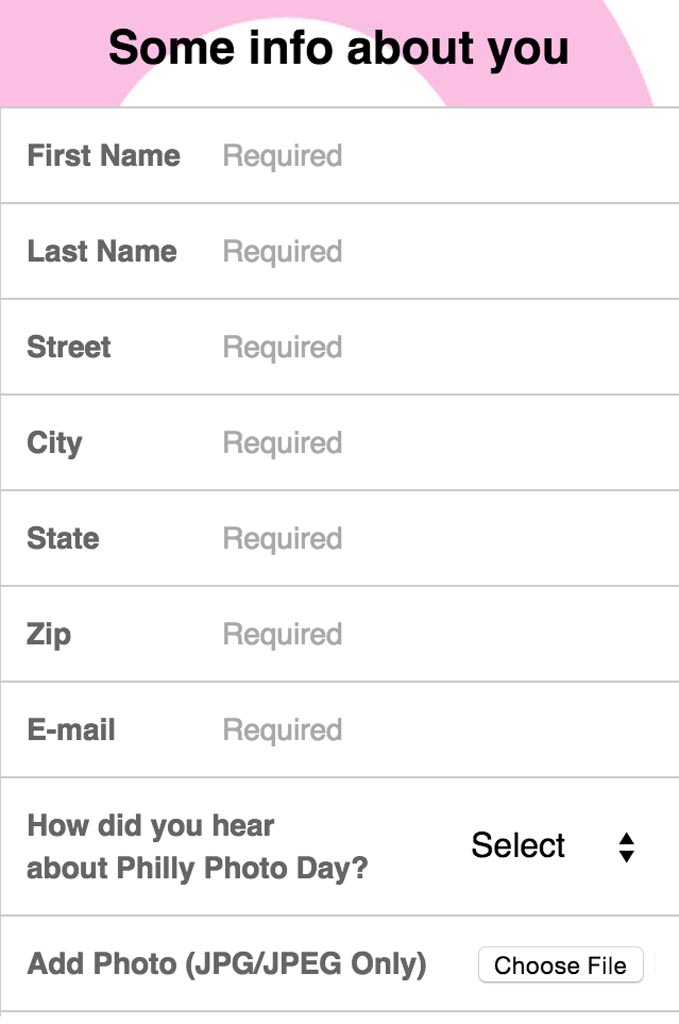 Some info about you
First Name Required
Last Name Required
Street Required
City Required
State Required
Zip Required
E-mail Required
How did you hear
about Philly Photo Day?
Select
Add Photo (JPG/JPEG Only) Choose File